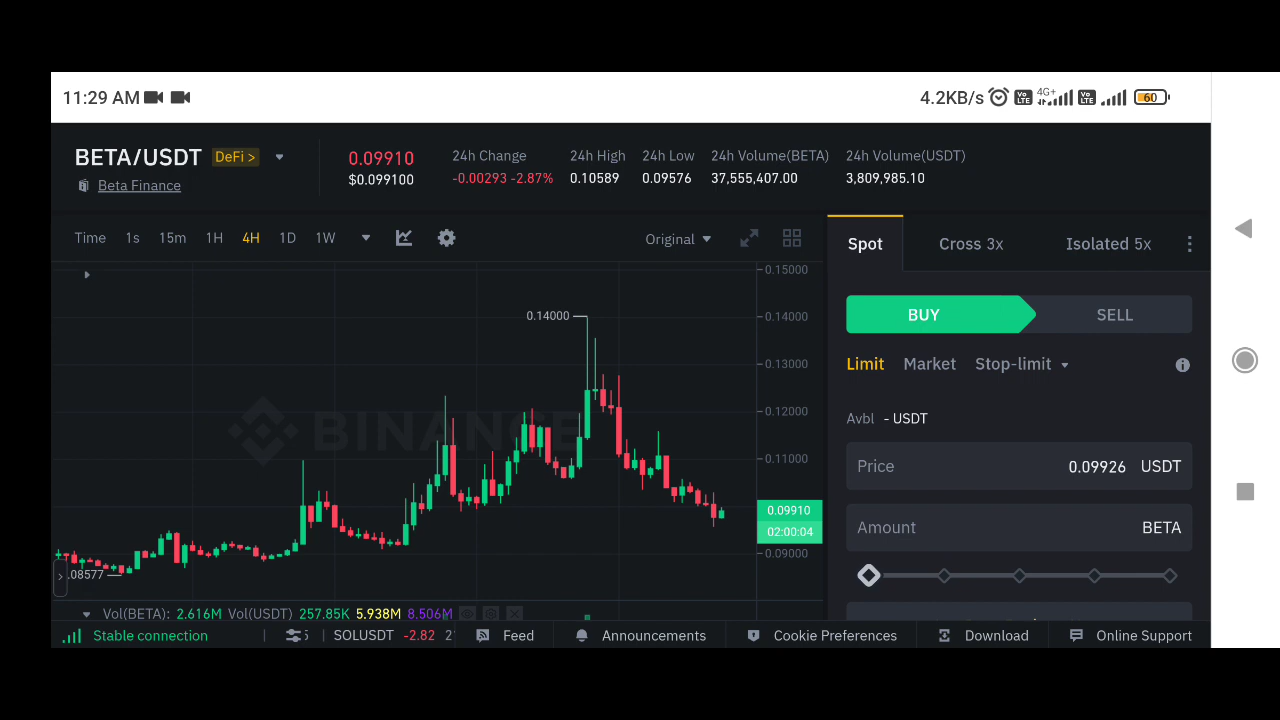 11:29 AM
4.2KB/s Vo LTE 4G+ Vo LTE 60
BETA/USDT DeFi >
Beta Finance
0.09910
$0.099100
24h Change
-0.00293 -2.87%
24h High
0.10589
24h Low
0.09576
24h Volume(BETA)
37,555,407.00
24h Volume(USDT)
3,809,985.10
Time 1s 15m 1H 4H 1D 1W
Original
Spot Cross 3x Isolated 5x
BINANCE
0.15000
0.14000
0.14000
0.13000
0.12000
0.11000
0.09910
02:00:04
0.09000
.08577
BUY SELL
Limit Market Stop-limit
Avbl - USDT
Price 0.09926 USDT
Amount BETA
Vol(BETA): 2.616M Vol(USDT) 257.85K 5.938M 8.506M
Stable connection
SOLUSDT -2.82
Feed Announcements Cookie Preferences Download Online Support